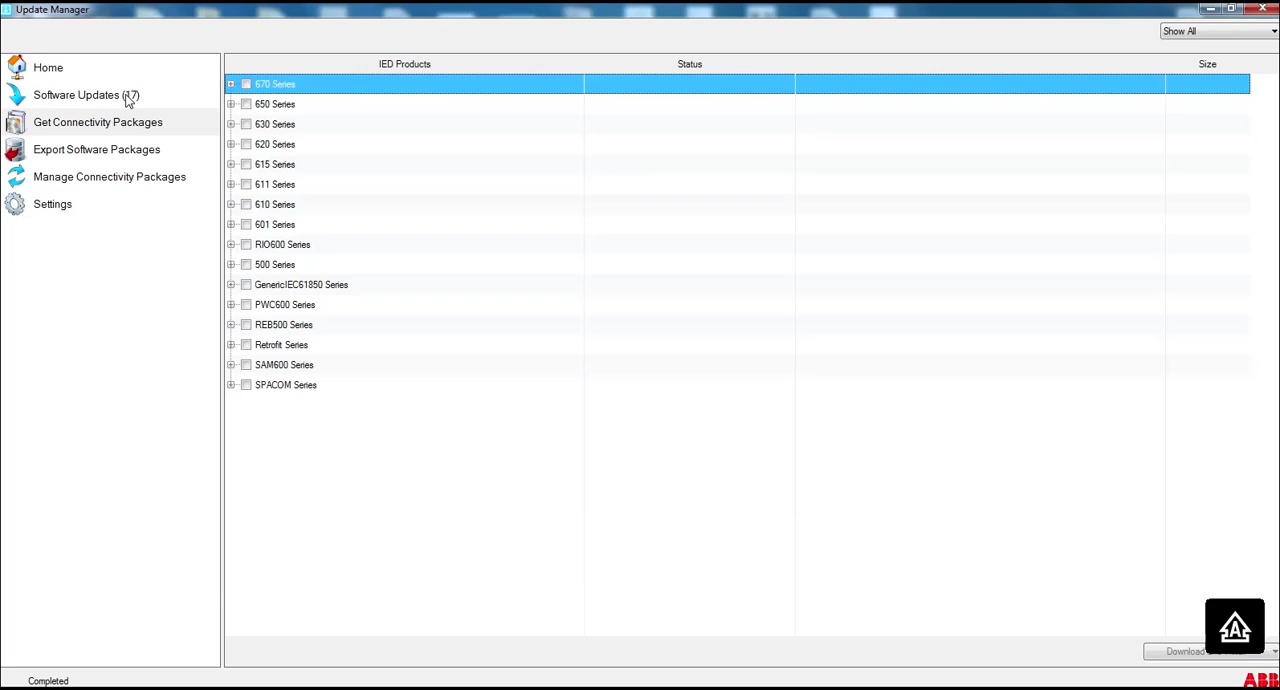 Update Manager
Show All
Home
Software Updates (17)
Get Connectivity Packages
Export Software Packages
Manage Connectivity Packages
Settings
IED Products Status Size
670 Series
650 Series
630 Series
620 Series
615 Series
611 Series
610 Series
601 Series
RIO600 Series
500 Series
GenericIEC61850 Series
PWC600 Series
REB500 Series
Retrofit Series
SAM600 Series
SPACOM Series
Download
A
Completed
ABB